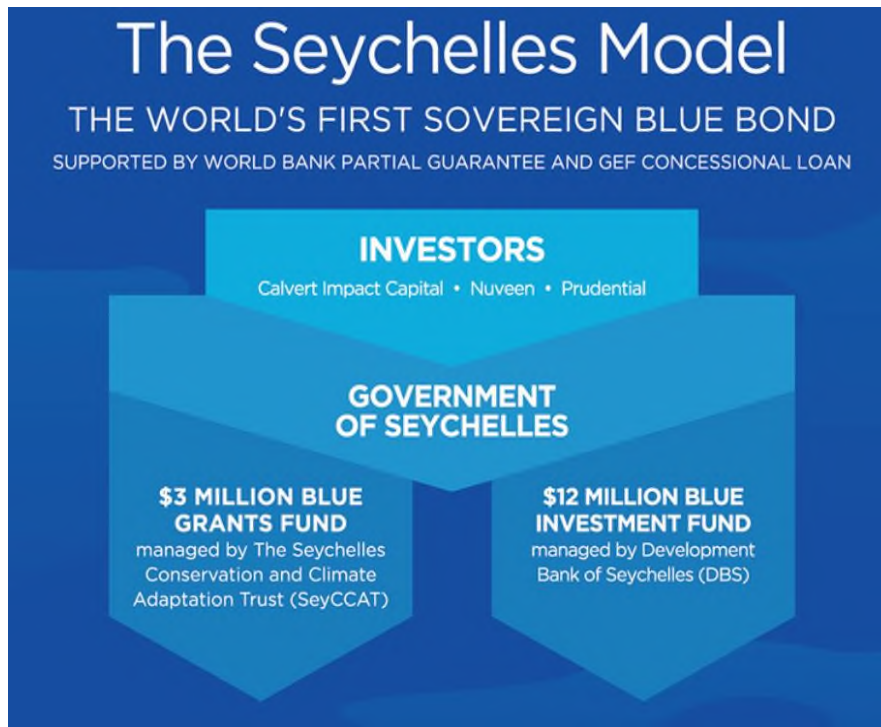 The Seychelles Model
THE WORLD'S FIRST SOVEREIGN BLUE BOND
SUPPORTED BY WORLD BANK PARTIAL GUARANTEE AND GEF CONCESSIONAL LOAN
INVESTORS
Calvert Impact Capital • Nuveen • Prudential
GOVERNMENT
OF SEYCHELLES
$3 MILLION BLUE
GRANTS FUND
managed by The Seychelles
Conservation and Climate
Adaptation Trust (SeyCCAT)
$12 MILLION BLUE
INVESTMENT FUND
managed by Development
Bank of Seychelles (DBS)